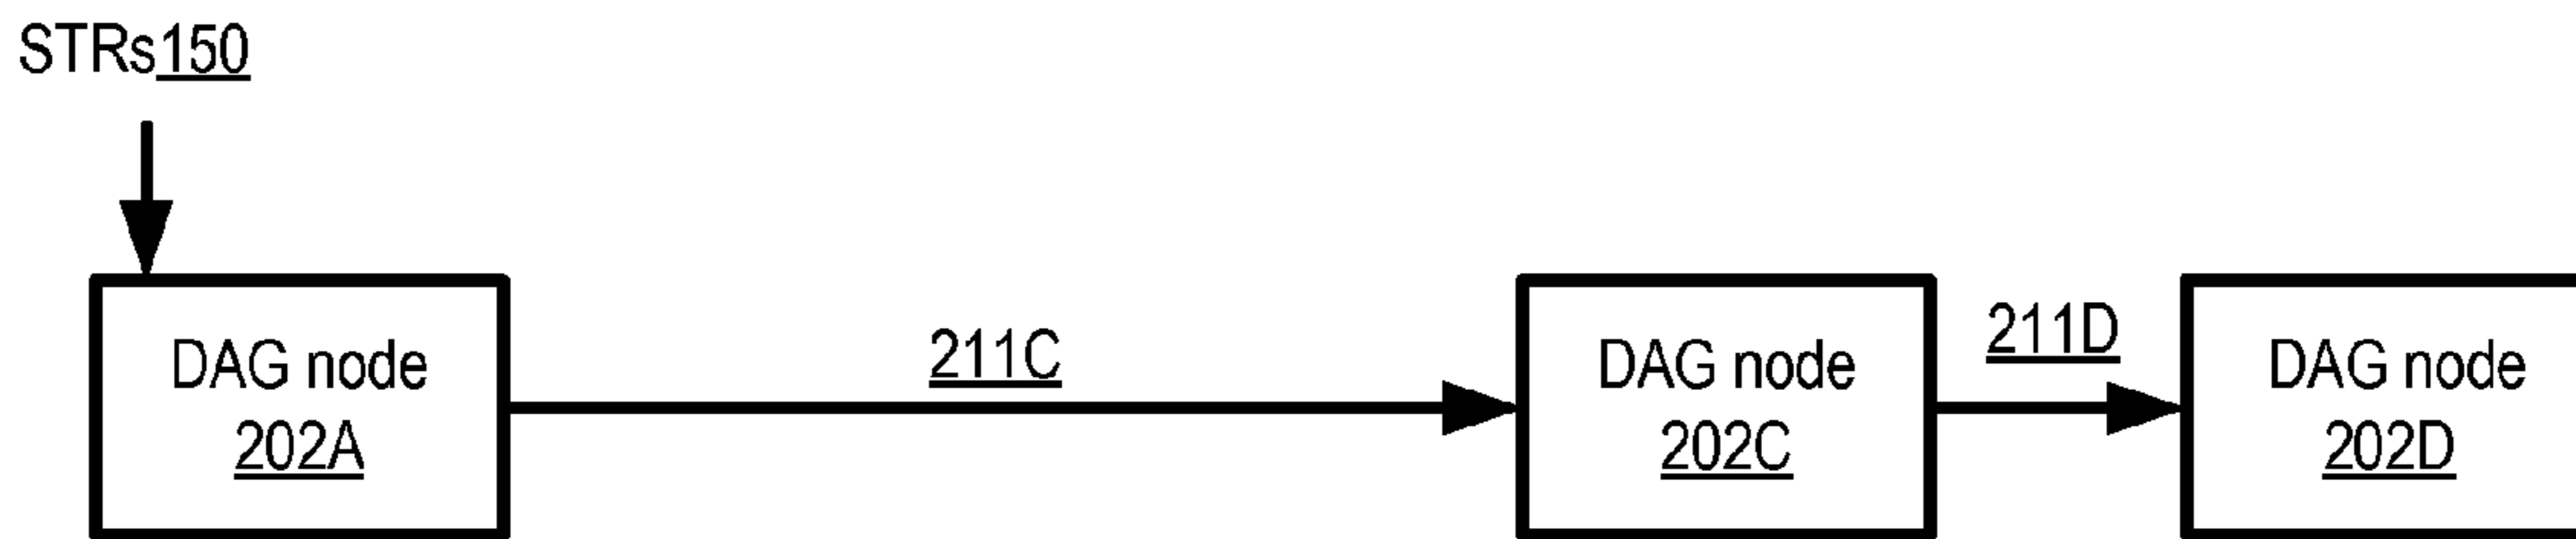 STRs150
211C
211D
DAG node
202A
DAG node
202C
DAG node
202D